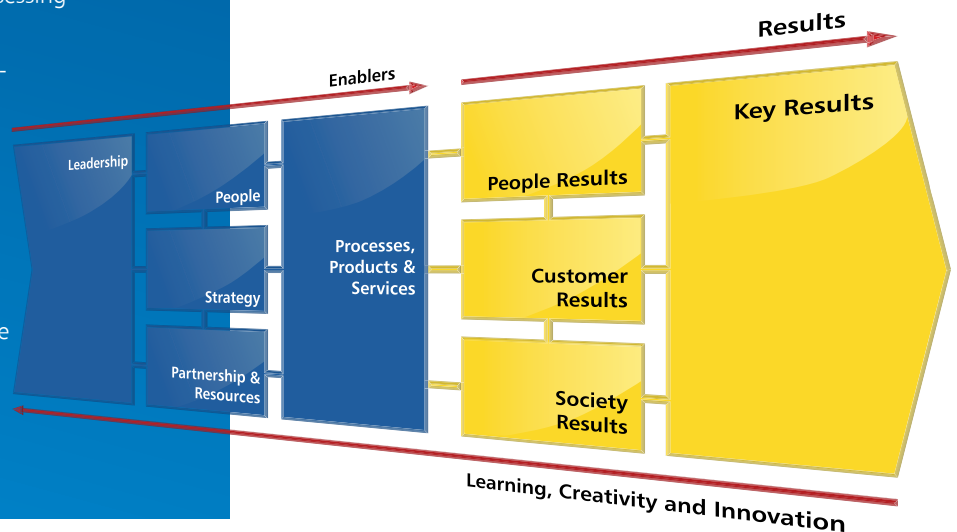 Results
Enablers
Key Results
Leadership
People
People Results
Processes,
Products &
Services
Strategy
Customer
Results
Partnership &
Resources
Society
Results
Learning, Creativity and Innovation